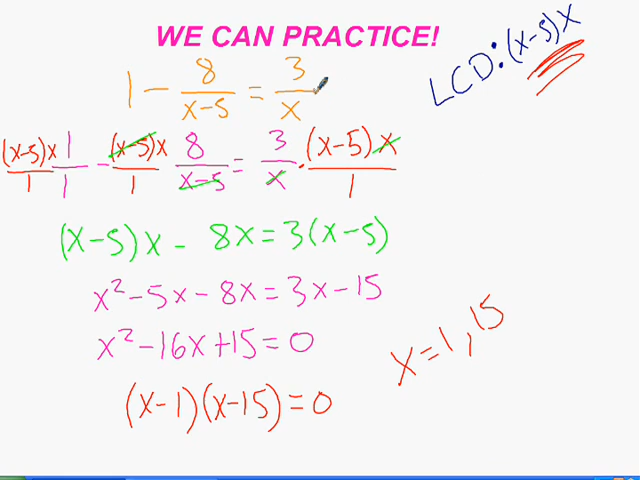 WE CAN PRACTICE!
LCD: (x-5)x
1 - 8/(x-5) = 3/x
(x-5)x/1 1/1 - (x-5)x/1 8/(x-5) = 3/x · (x-5)x/1
(x-5)x - 8x = 3(x-5)
x² - 5x - 8x = 3x - 15
x² - 16x + 15 = 0
x = 1, 15
(x-1)(x-15) = 0